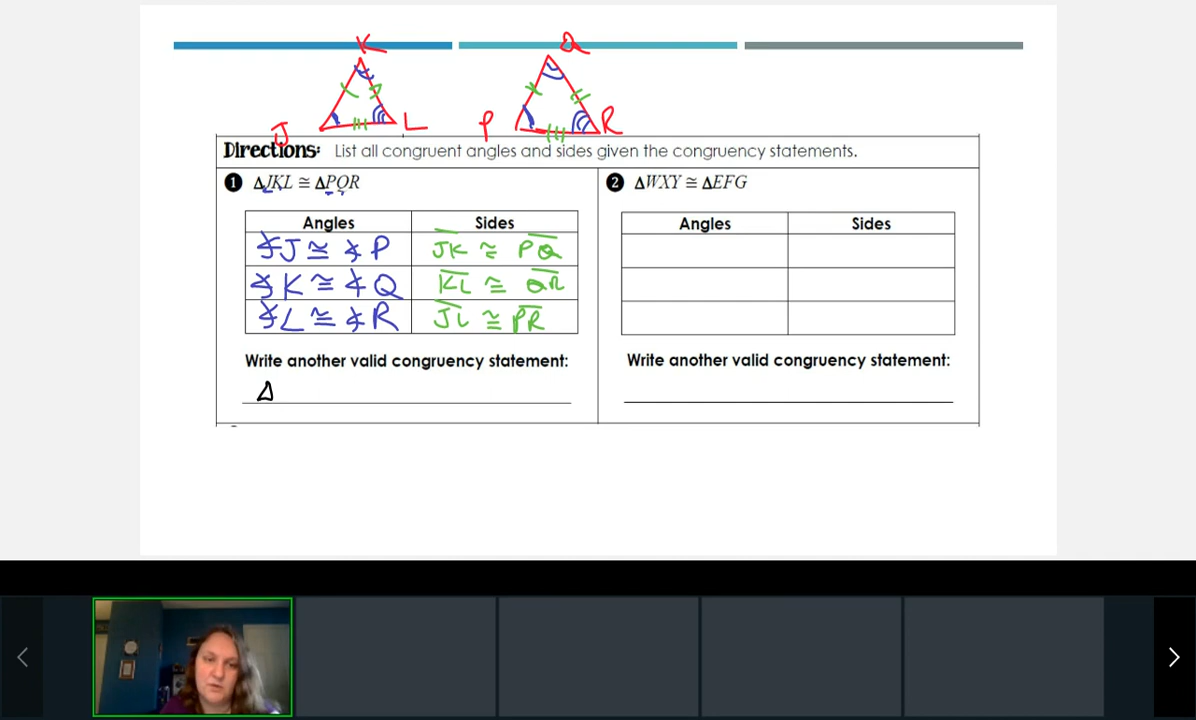 K Q
J L P R
Directions: List all congruent angles and sides given the congruency statements.
1 ΔJKL ≅ ΔPQR
Angles Sides
∡J ≅ ∡P JK ≅ PQ
∡K ≅ ∡Q KL ≅ QR
∡L ≅ ∡R JL ≅ PR
Write another valid congruency statement:
Δ
2 ΔWXY ≅ ΔEFG
Angles Sides
Write another valid congruency statement: